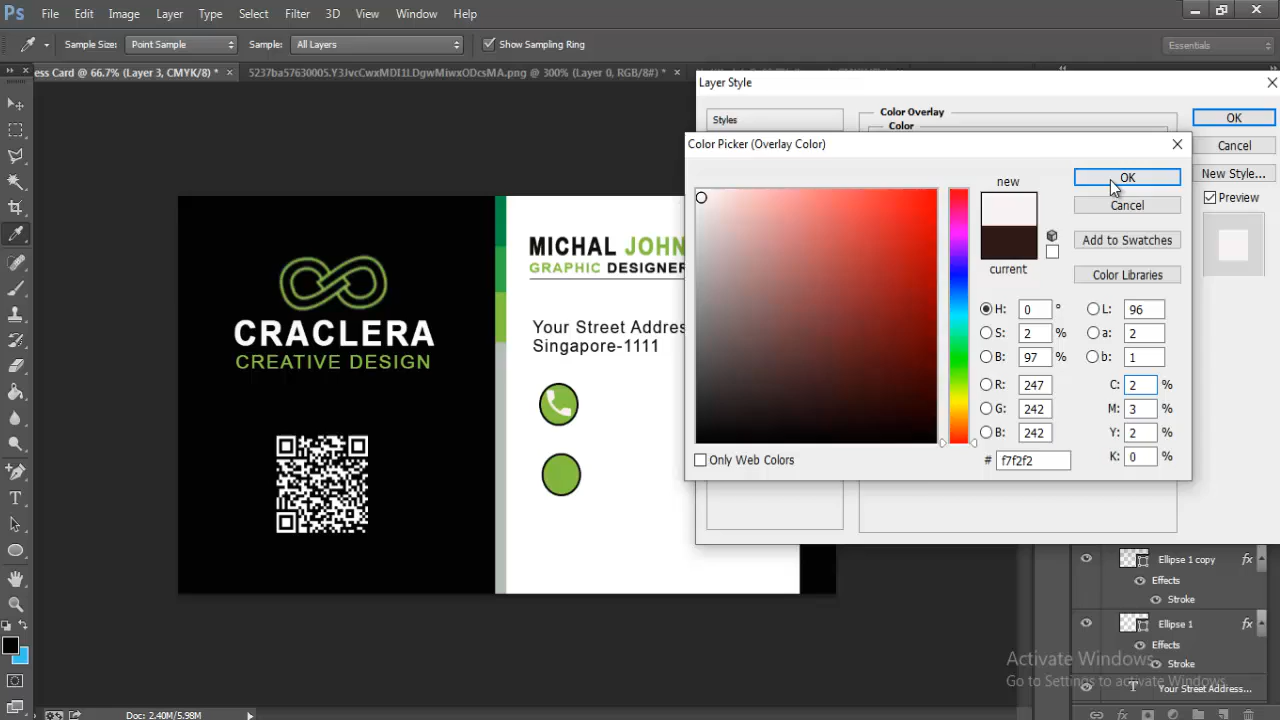 Ps File Edit Image Layer Type Select Filter 3D View Window Help
Sample Size: Point Sample Sample: All Layers Show Sampling Ring Essentials
ess Card @ 66.7% (Layer 3, CMYK/8) * × 5237ba57630005.Y3JvcCwxMDI1LDgwMiwxODcsMA.png @ 300% (Layer 0, RGB/8#) * ×
Layer Style
Styles
Color Overlay
Color
OK
Cancel
New Style...
Preview
Color Picker (Overlay Color)
new
current
OK
Cancel
Add to Swatches
Color Libraries
H: 0 ° L: 96
S: 2 % a: 2
B: 97 % b: 1
R: 247 C: 2 %
G: 242 M: 3 %
B: 242 Y: 2 %
# f7f2f2 K: 0 %
Only Web Colors
CRACLERA
CREATIVE DESIGN
MICHAL JOHN
GRAPHIC DESIGNER
Your Street Addres
Singapore-1111
Ellipse 1 copy fx
Effects
Stroke
Ellipse 1 fx
Effects
Stroke
T Your Street Address...
Activate Windows
Go to Settings to activate Windows.
Doc: 2.40M/5.98M